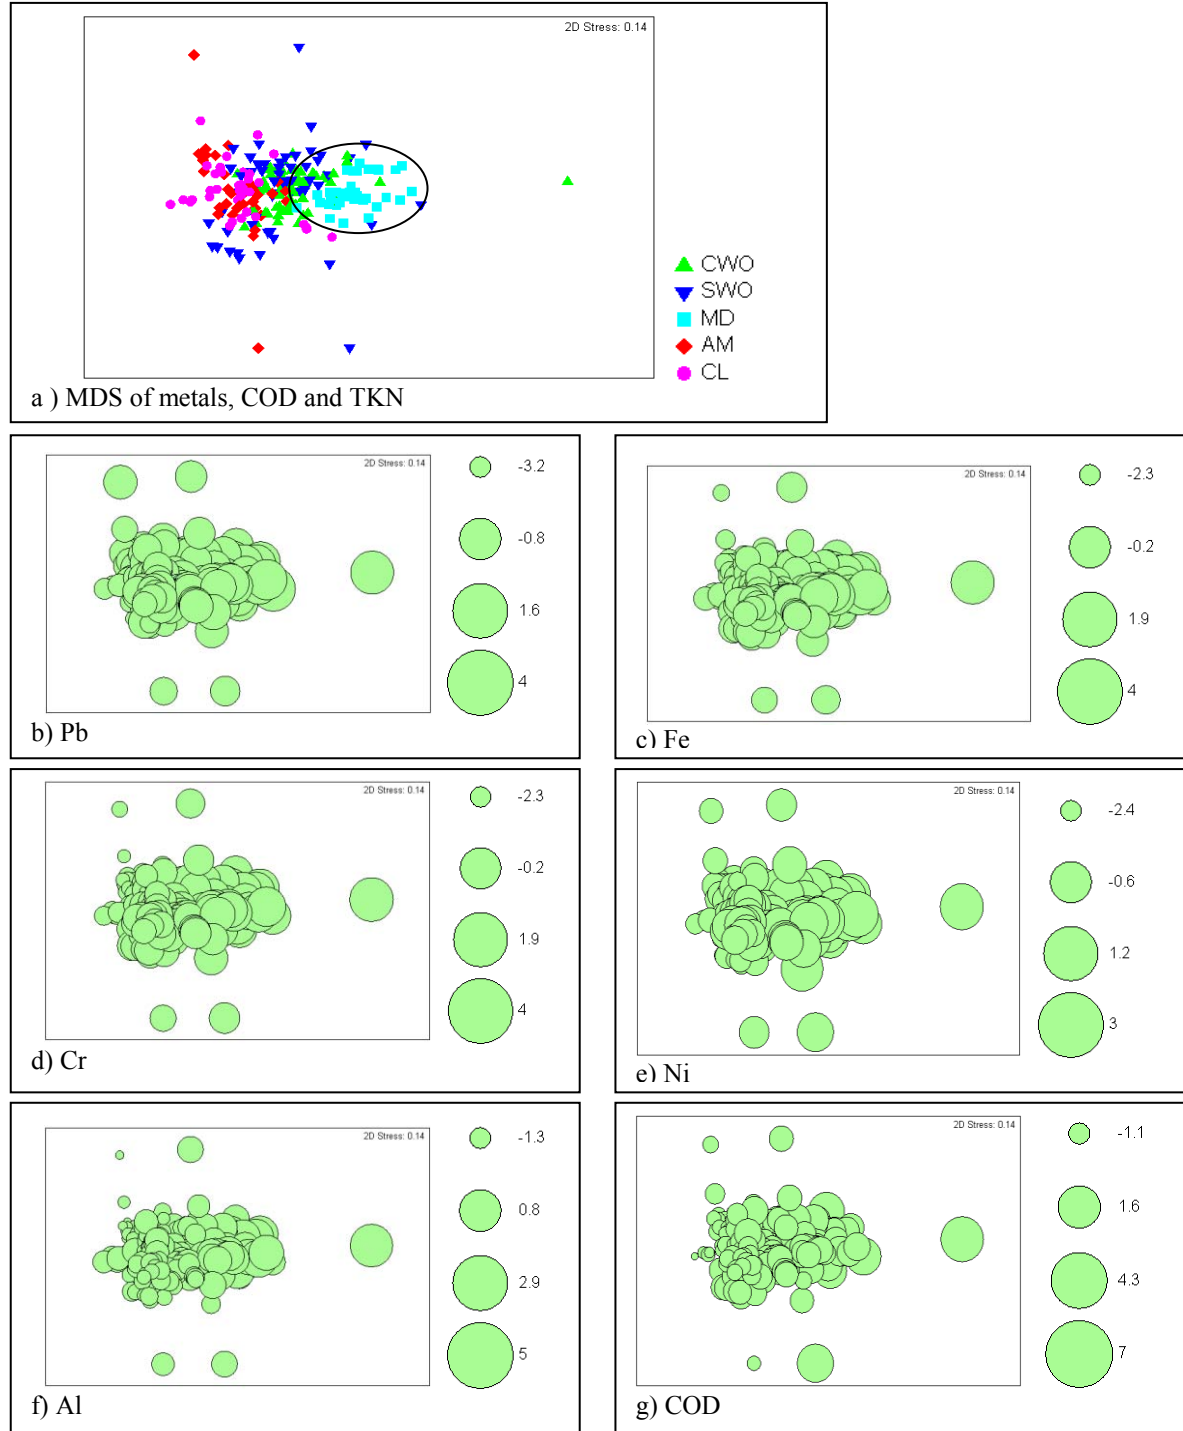 2D Stress: 0.14
CWO
SWO
MD
AM
CL
a ) MDS of metals, COD and TKN
2D Stress: 0.14
-3.2
-0.8
1.6
4
b) Pb
2D Stress: 0.14
-2.3
-0.2
1.9
4
c) Fe
2D Stress: 0.14
-2.3
-0.2
1.9
4
d) Cr
2D Stress: 0.14
-2.4
-0.6
1.2
3
e) Ni
2D Stress: 0.14
-1.3
0.8
2.9
5
f) Al
2D Stress: 0.14
-1.1
1.6
4.3
7
g) COD